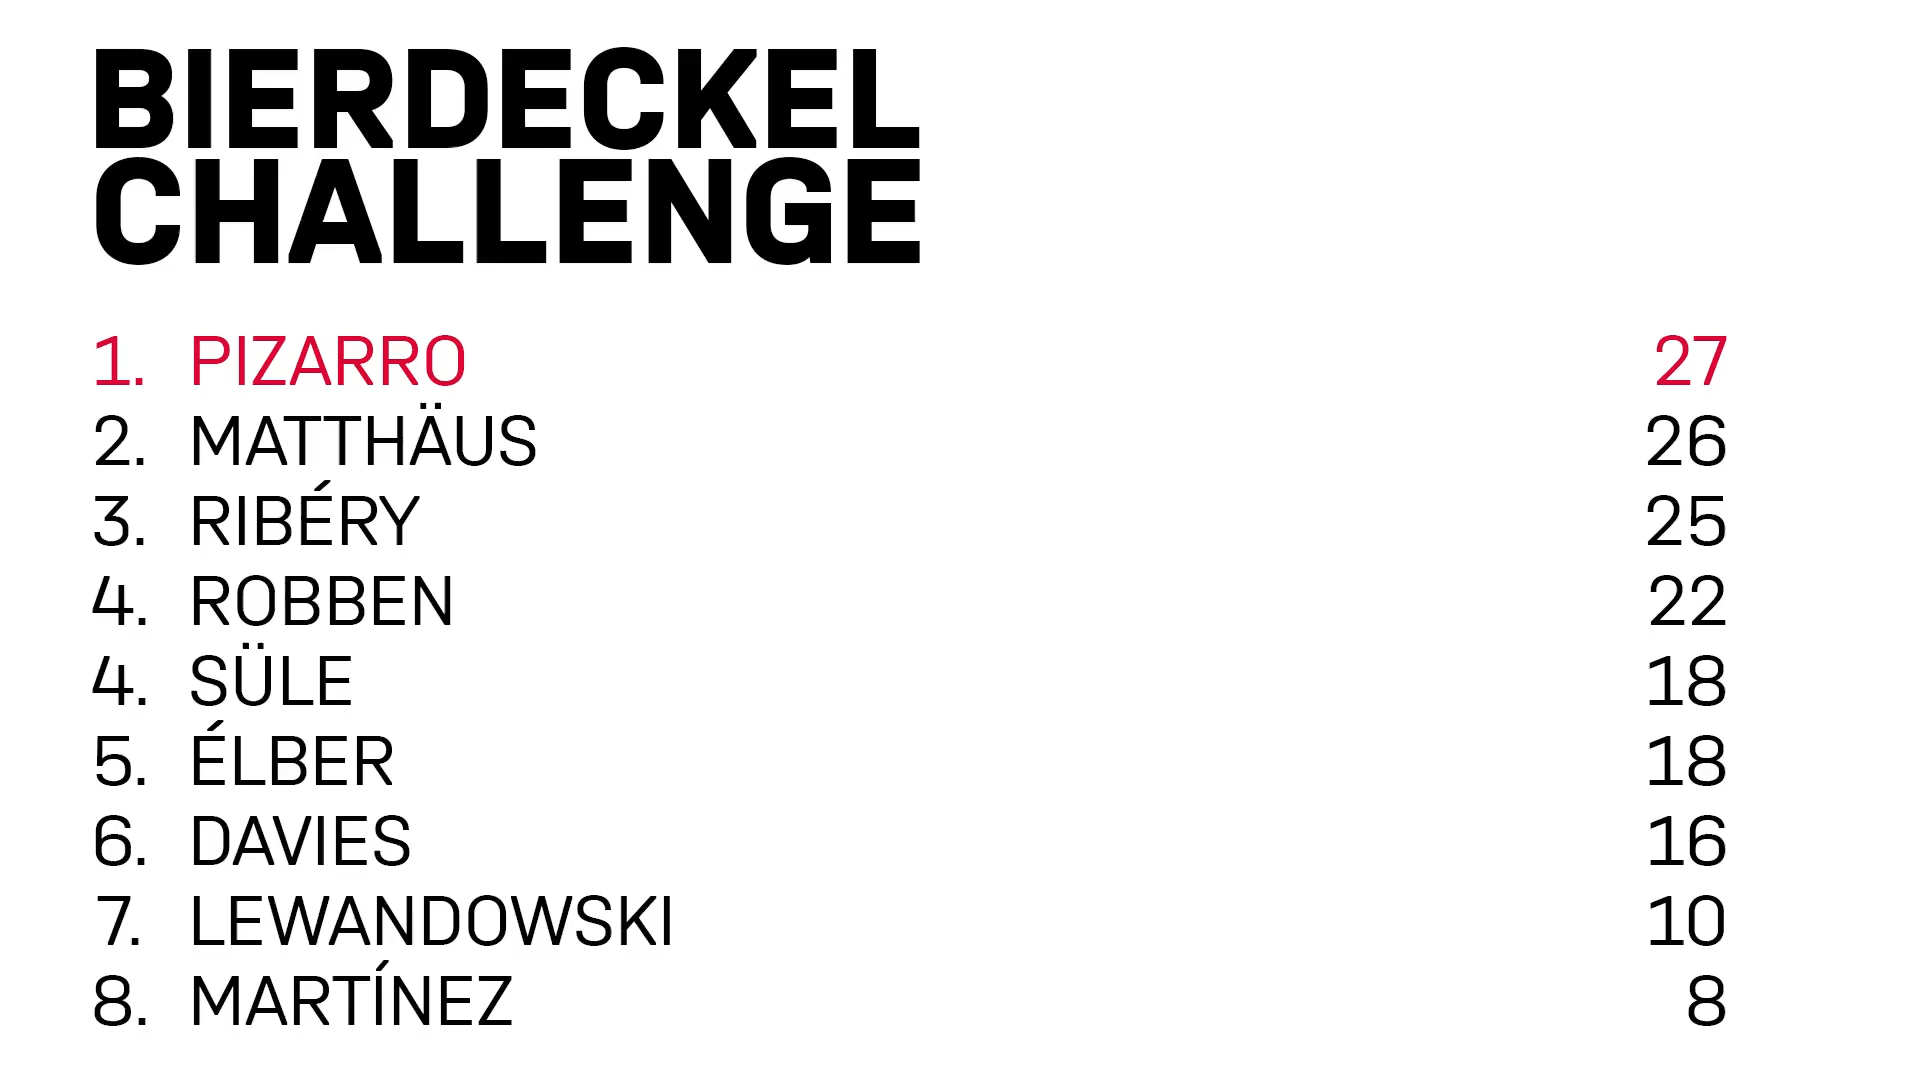 BIERDECKEL
CHALLENGE
1. PIZARRO 27
2. MATTHÄUS 26
3. RIBÉRY 25
4. ROBBEN 22
4. SÜLE 18
5. ÉLBER 18
6. DAVIES 16
7. LEWANDOWSKI 10
8. MARTÍNEZ 8